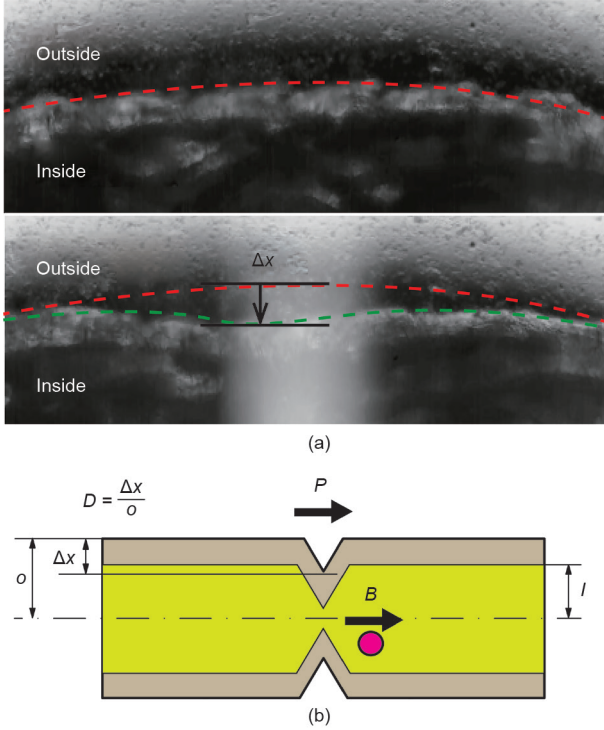 Outside
Inside
Outside
Δx
Inside
(a)
D = Δx/o
P
Δx
o
B
I
(b)